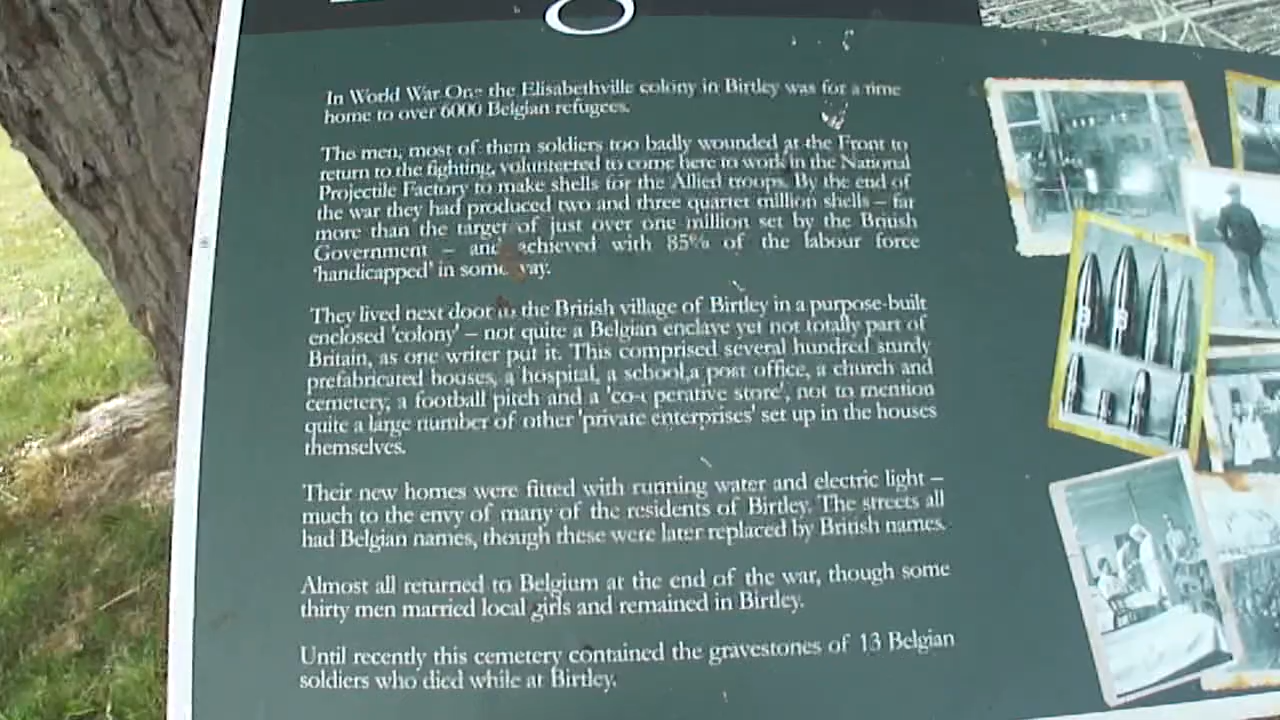 In World War One the Elisabethville colony in Birtley was for a time
home to over 6000 Belgian refugees.
The men, most of them soldiers too badly wounded at the Front to
return to the fighting, volunteered to come here to work in the National
Projectile Factory to make shells for the Allied troops. By the end of
the war they had produced two and three quarter million shells – far
more than the target of just over one million set by the British
Government – and achieved with 85% of the labour force
'handicapped' in some way.
They lived next door to the British village of Birtley in a purpose-built
enclosed 'colony' – not quite a Belgian enclave yet not totally part of
Britain, as one writer put it. This comprised several hundred sturdy
prefabricated houses, a hospital, a school,a post office, a church and
cemetery, a football pitch and a 'co-operative store', not to mention
quite a large number of other 'private enterprises' set up in the houses
themselves.
Their new homes were fitted with running water and electric light –
much to the envy of many of the residents of Birtley. The streets all
had Belgian names, though these were later replaced by British names.
Almost all returned to Belgium at the end of the war, though some
thirty men married local girls and remained in Birtley.
Until recently this cemetery contained the gravestones of 13 Belgian
soldiers who died while at Birtley.